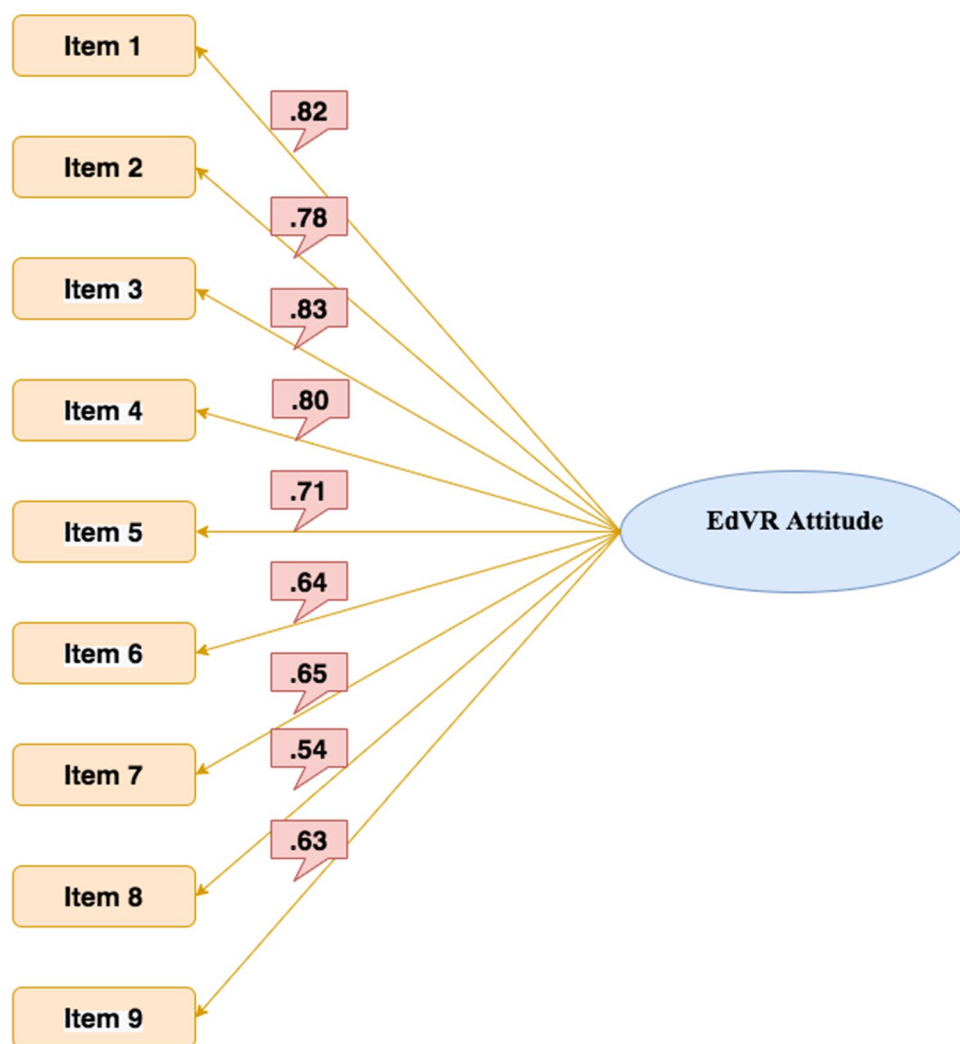 Item 1
.82
Item 2
.78
Item 3
.83
Item 4
.80
EdVR Attitude
.71
Item 5
.64
Item 6
.65
.54
Item 7
.63
Item 8
Item 9